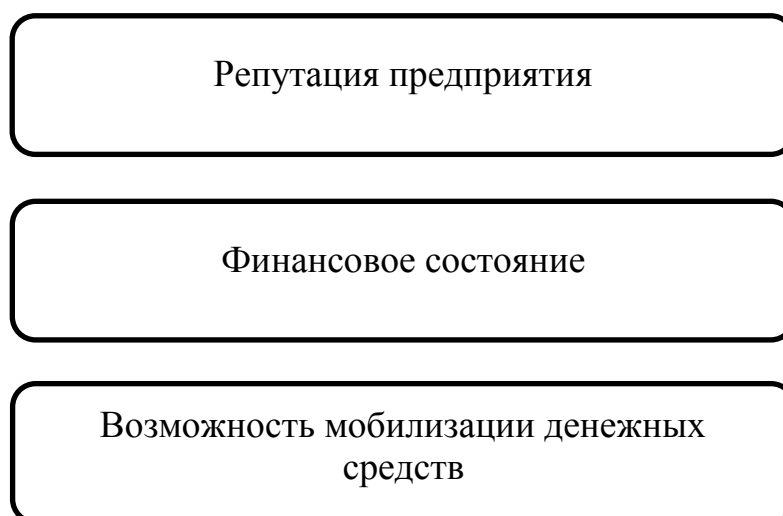 Репутация предприятия
Финансовое состояние
Возможность мобилизации денежных
средств